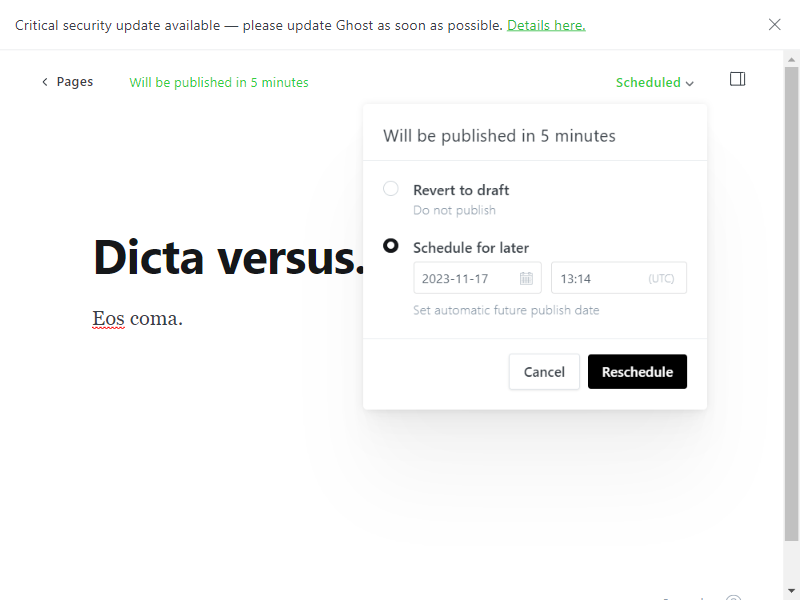 Critical security update available — please update Ghost as soon as possible. Details here.
Pages
Will be published in 5 minutes
Scheduled
Will be published in 5 minutes
Revert to draft
Do not publish
Schedule for later
2023-11-17
13:14 (UTC)
Set automatic future publish date
Cancel
Reschedule
Dicta versus.
Eos coma.